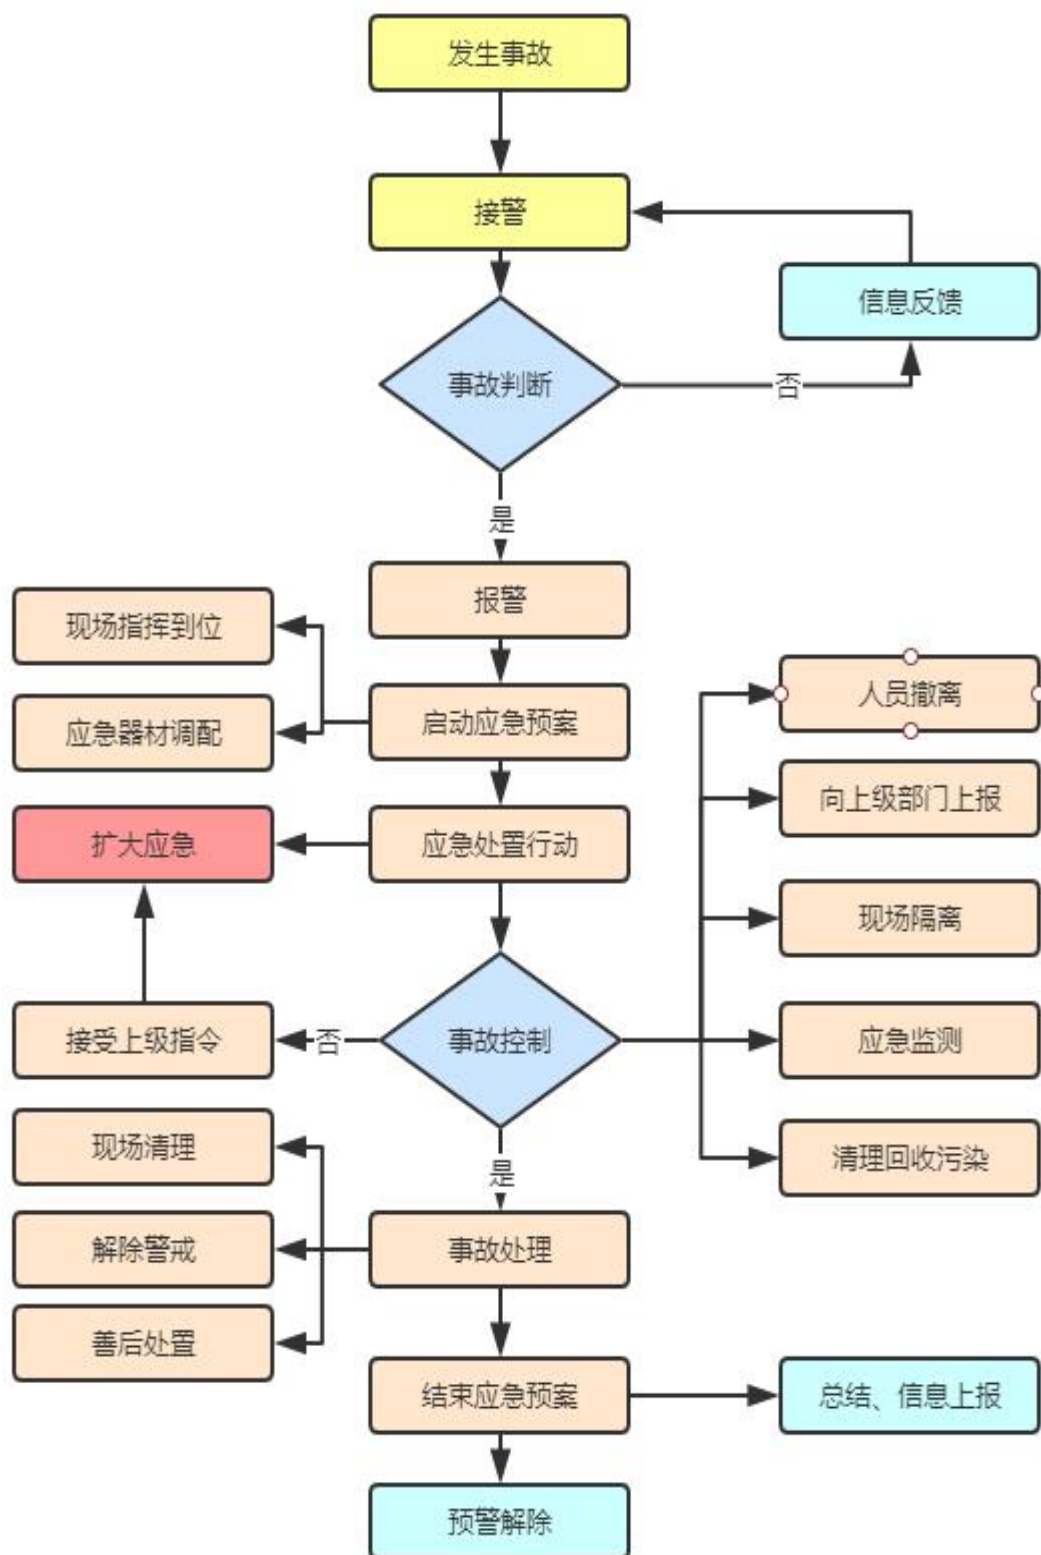 发生事故
接警
信息反馈
事故判断
否
是
报警
现场指挥到位
人员撤离
启动应急预案
应急器材调配
向上级部门上报
扩大应急
应急处置行动
现场隔离
接受上级指令
否
事故控制
应急监测
现场清理
清理回收污染
是
解除警戒
事故处理
善后处置
结束应急预案
总结、信息上报
预警解除